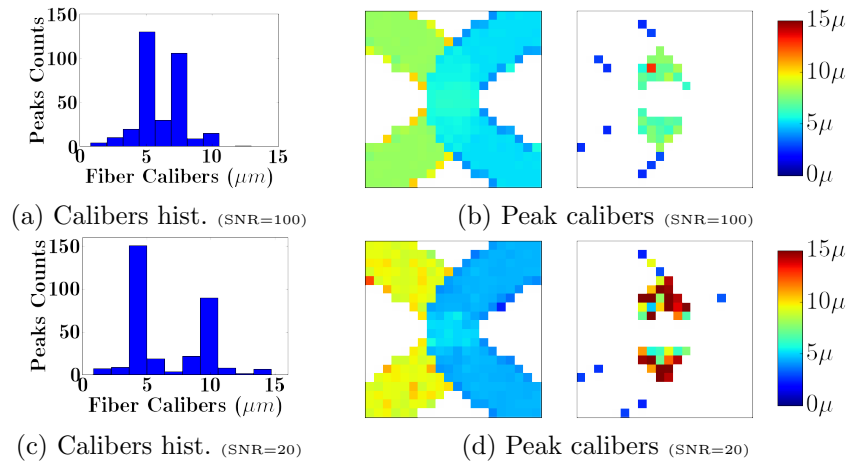 150
100
50
0
0
5
10
15
Peaks Counts
Fiber Calibers (μm)
(a) Calibers hist. (SNR=100)
15μ
10μ
5μ
0μ
(b) Peak calibers (SNR=100)
150
100
50
0
0
5
10
15
Peaks Counts
Fiber Calibers (μm)
(c) Calibers hist. (SNR=20)
15μ
10μ
5μ
0μ
(d) Peak calibers (SNR=20)